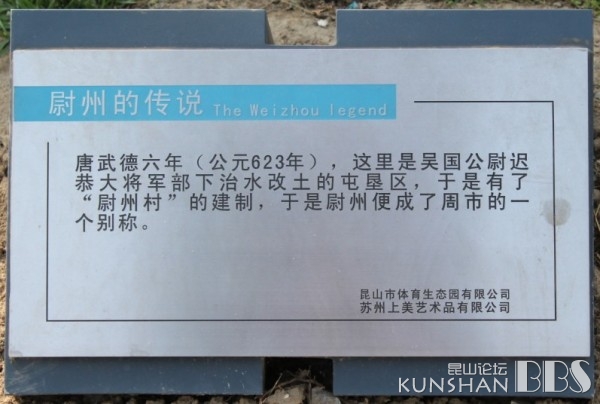 尉州的传说 The Weizhou legend
唐武德六年（公元623年），这里是吴国公尉迟
恭大将军部下治水改土的屯垦区，于是有了
“尉州村”的建制，于是尉州便成了周市的一
个别称。
昆山市体育生态园有限公司
苏州上美艺术品有限公司
昆山论坛
KUNSHAN BBS